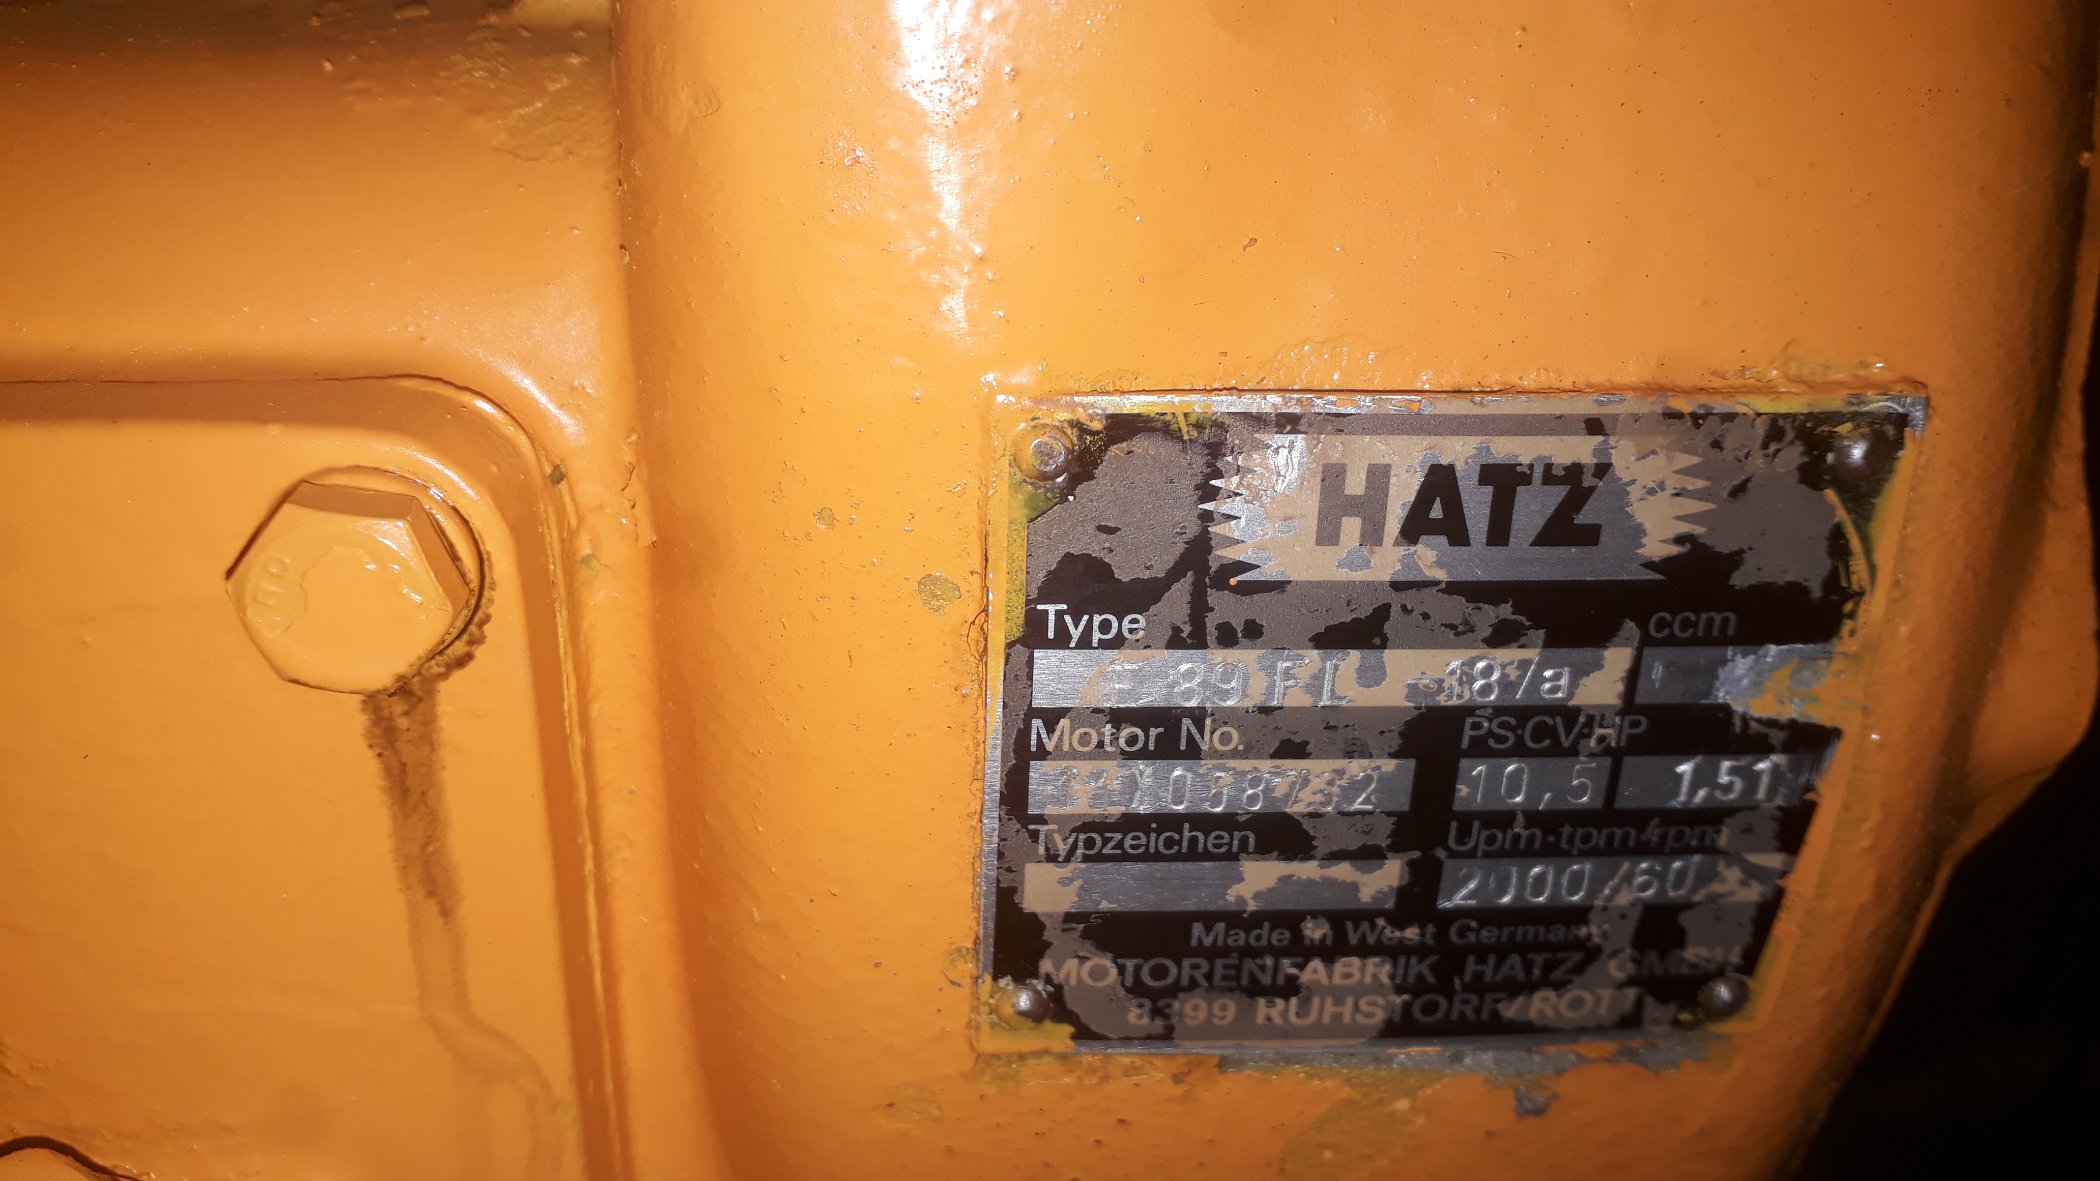 HATZ
Type ccm
E 89 FL -18/a
Motor No. PS·CV·HP
10,5 1,51
Typzeichen Upm·tpm·rpm
2000/60
Made in West Germany
MOTORENFABRIK HATZ GMBH
8399 RUHSTORF/ROTT